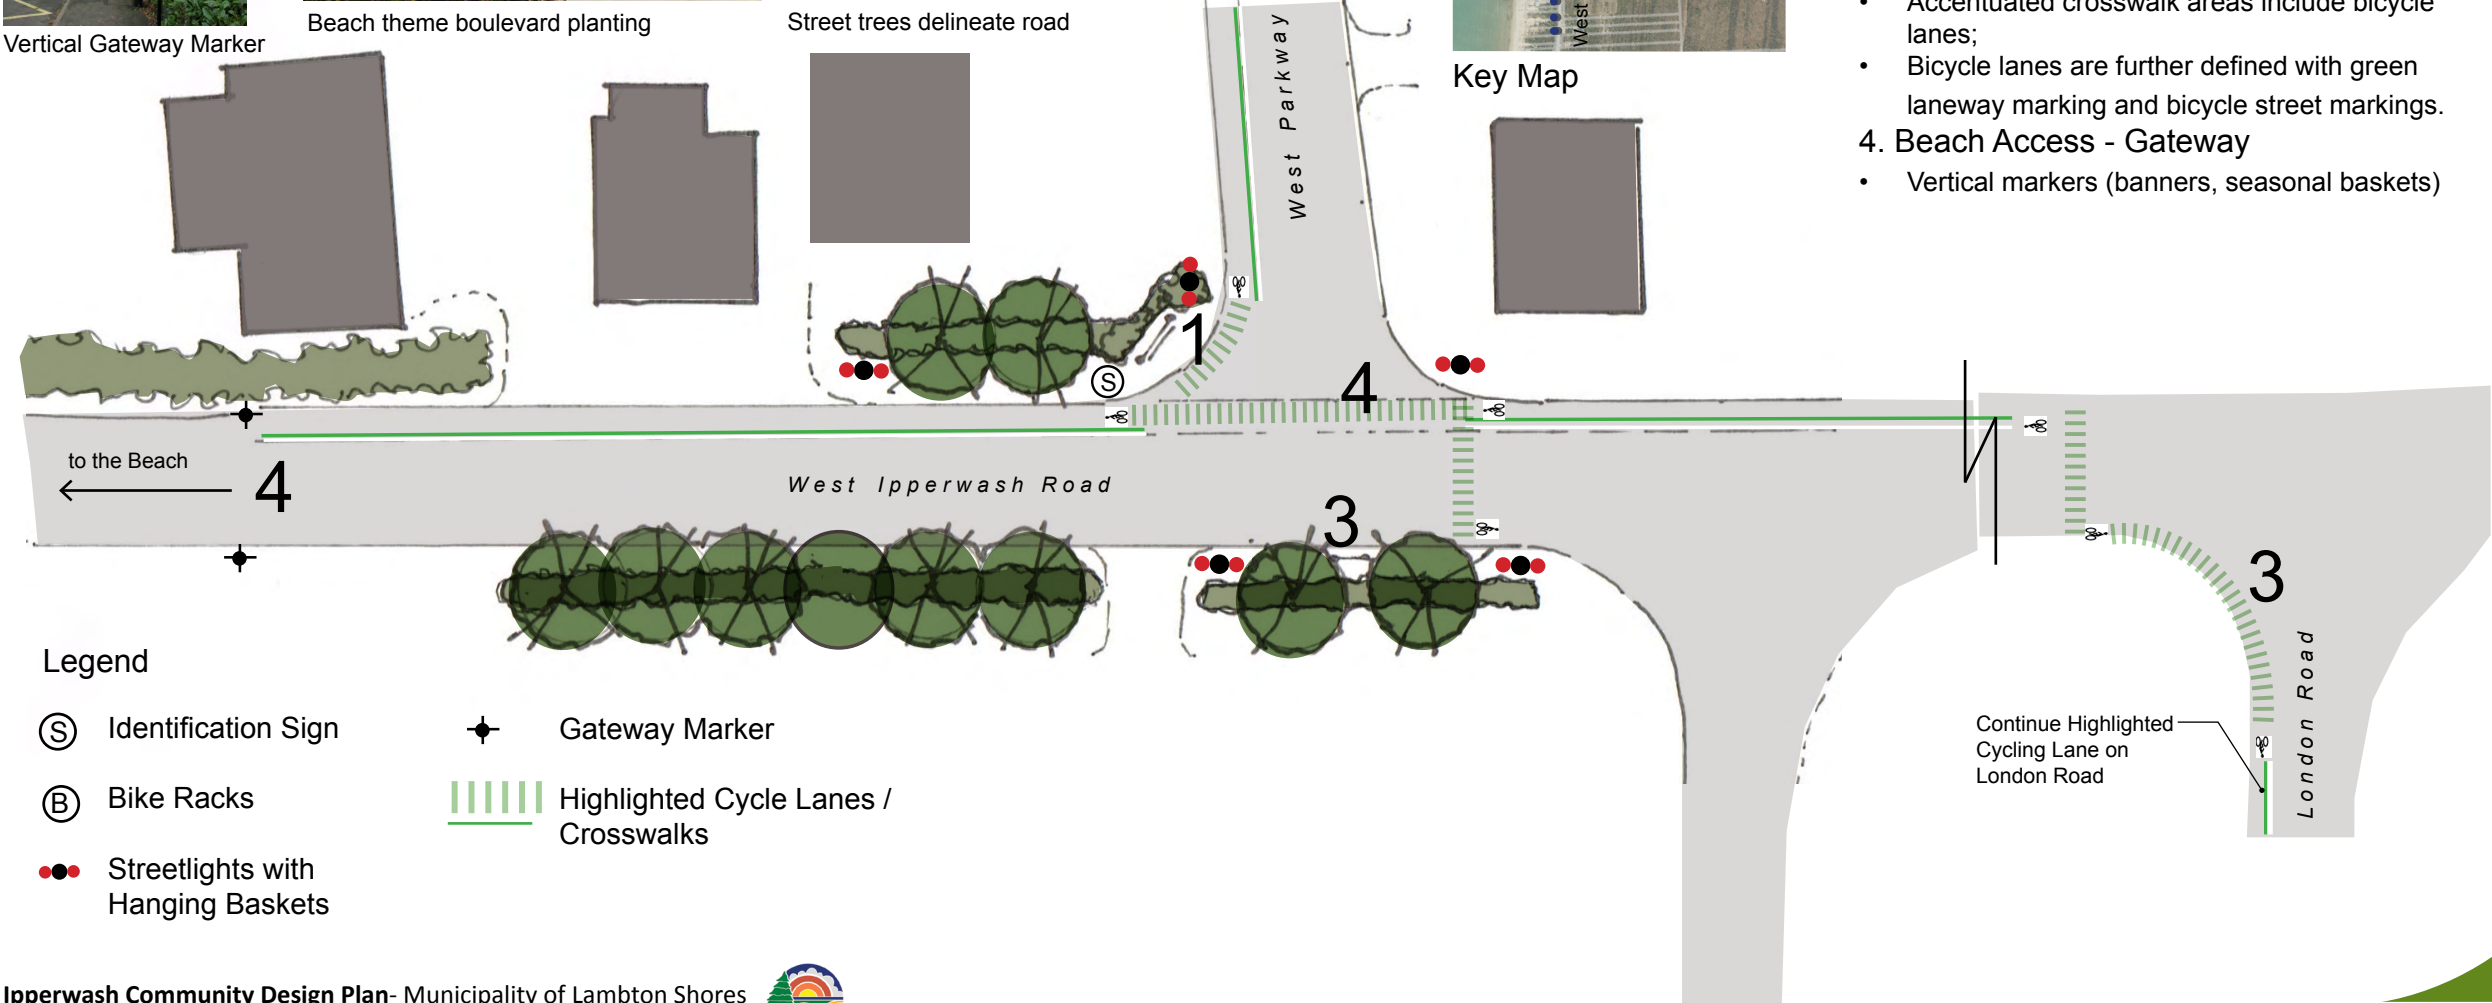 Vertical Gateway Marker
Beach theme boulevard planting
Street trees delineate road
West Parkway
West
Key Map
• Accentuated crosswalk areas include bicycle
lanes;
• Bicycle lanes are further defined with green
laneway marking and bicycle street markings.
4. Beach Access - Gateway
• Vertical markers (banners, seasonal baskets)
1
S
4
to the Beach
4
West Ipperwash Road
3
3
London Road
Continue Highlighted
Cycling Lane on
London Road
Legend
S Identification Sign
B Bike Racks
Streetlights with
Hanging Baskets
Gateway Marker
Highlighted Cycle Lanes /
Crosswalks
Ipperwash Community Design Plan- Municipality of Lambton Shores